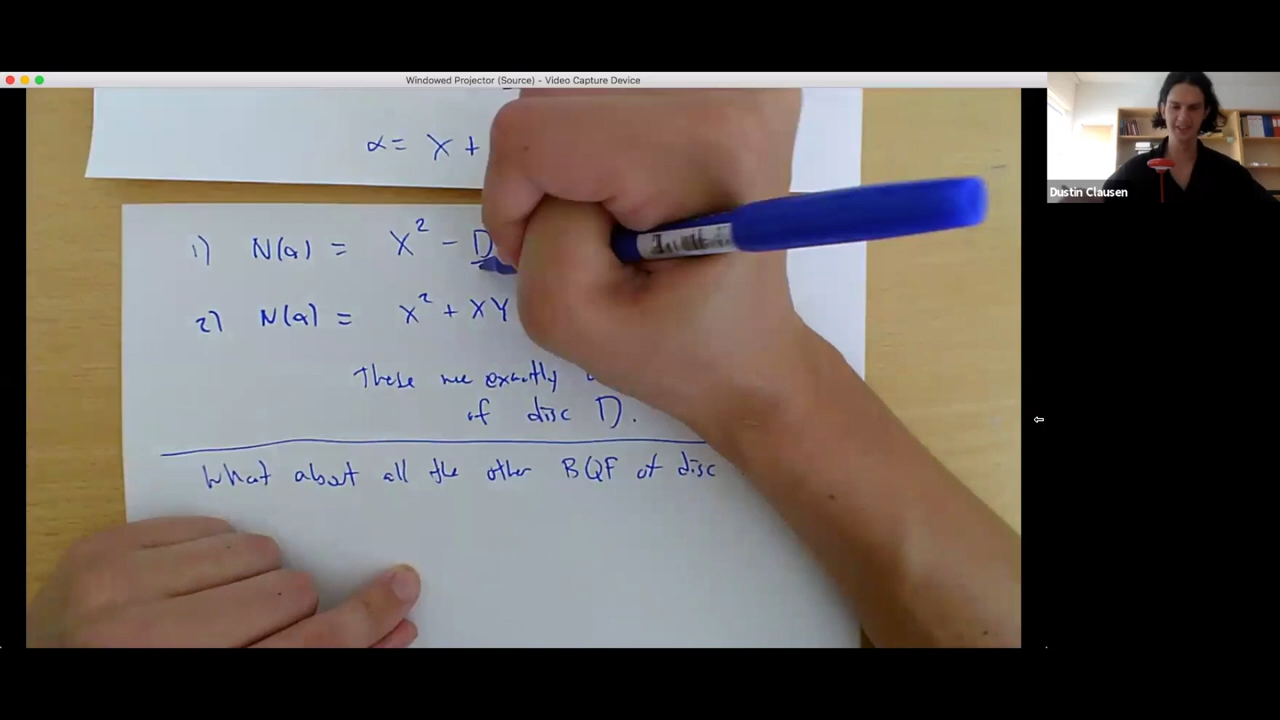 Windowed Projector (Source) - Video Capture Device
Dustin Clausen
α = X +
1) N(α) = X² - D
2) N(α) = X² + XY
These are exactly
of disc D.
What about all the other BQF of disc